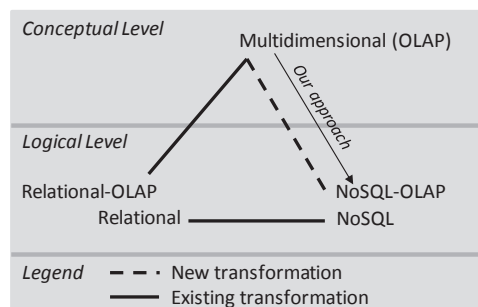 Conceptual Level
Multidimensional (OLAP)
Our approach
Logical Level
Relational-OLAP
NoSQL-OLAP
Relational
NoSQL
Legend
New transformation
Existing transformation